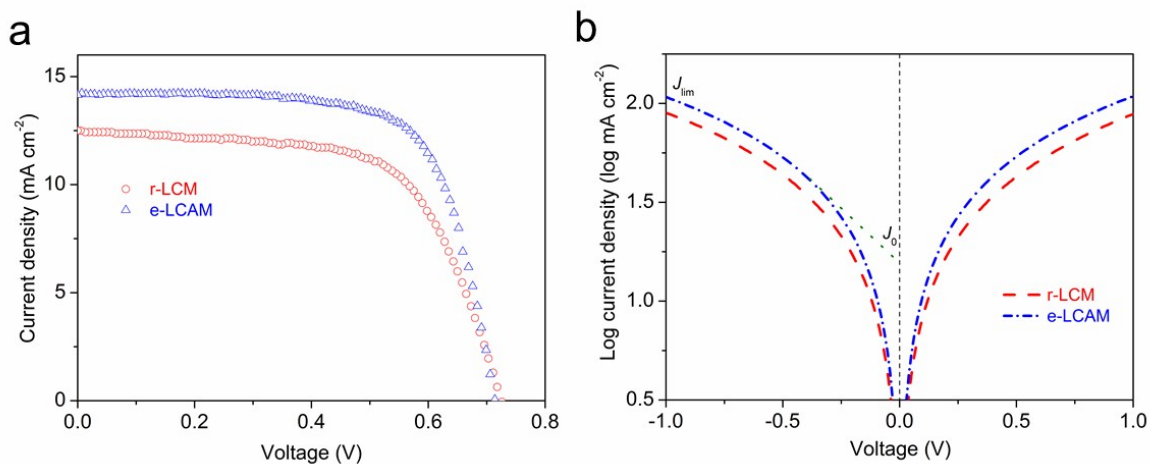 a
Current density (mA cm⁻²)
15
10
5
0
0.0
0.2
0.4
0.6
0.8
Voltage (V)
r-LCM
e-LCAM
b
Log current density (log mA cm⁻²)
2.0
1.5
1.0
0.5
-1.0
-0.5
0.0
0.5
1.0
Voltage (V)
J_lim
J_0
r-LCM
e-LCAM